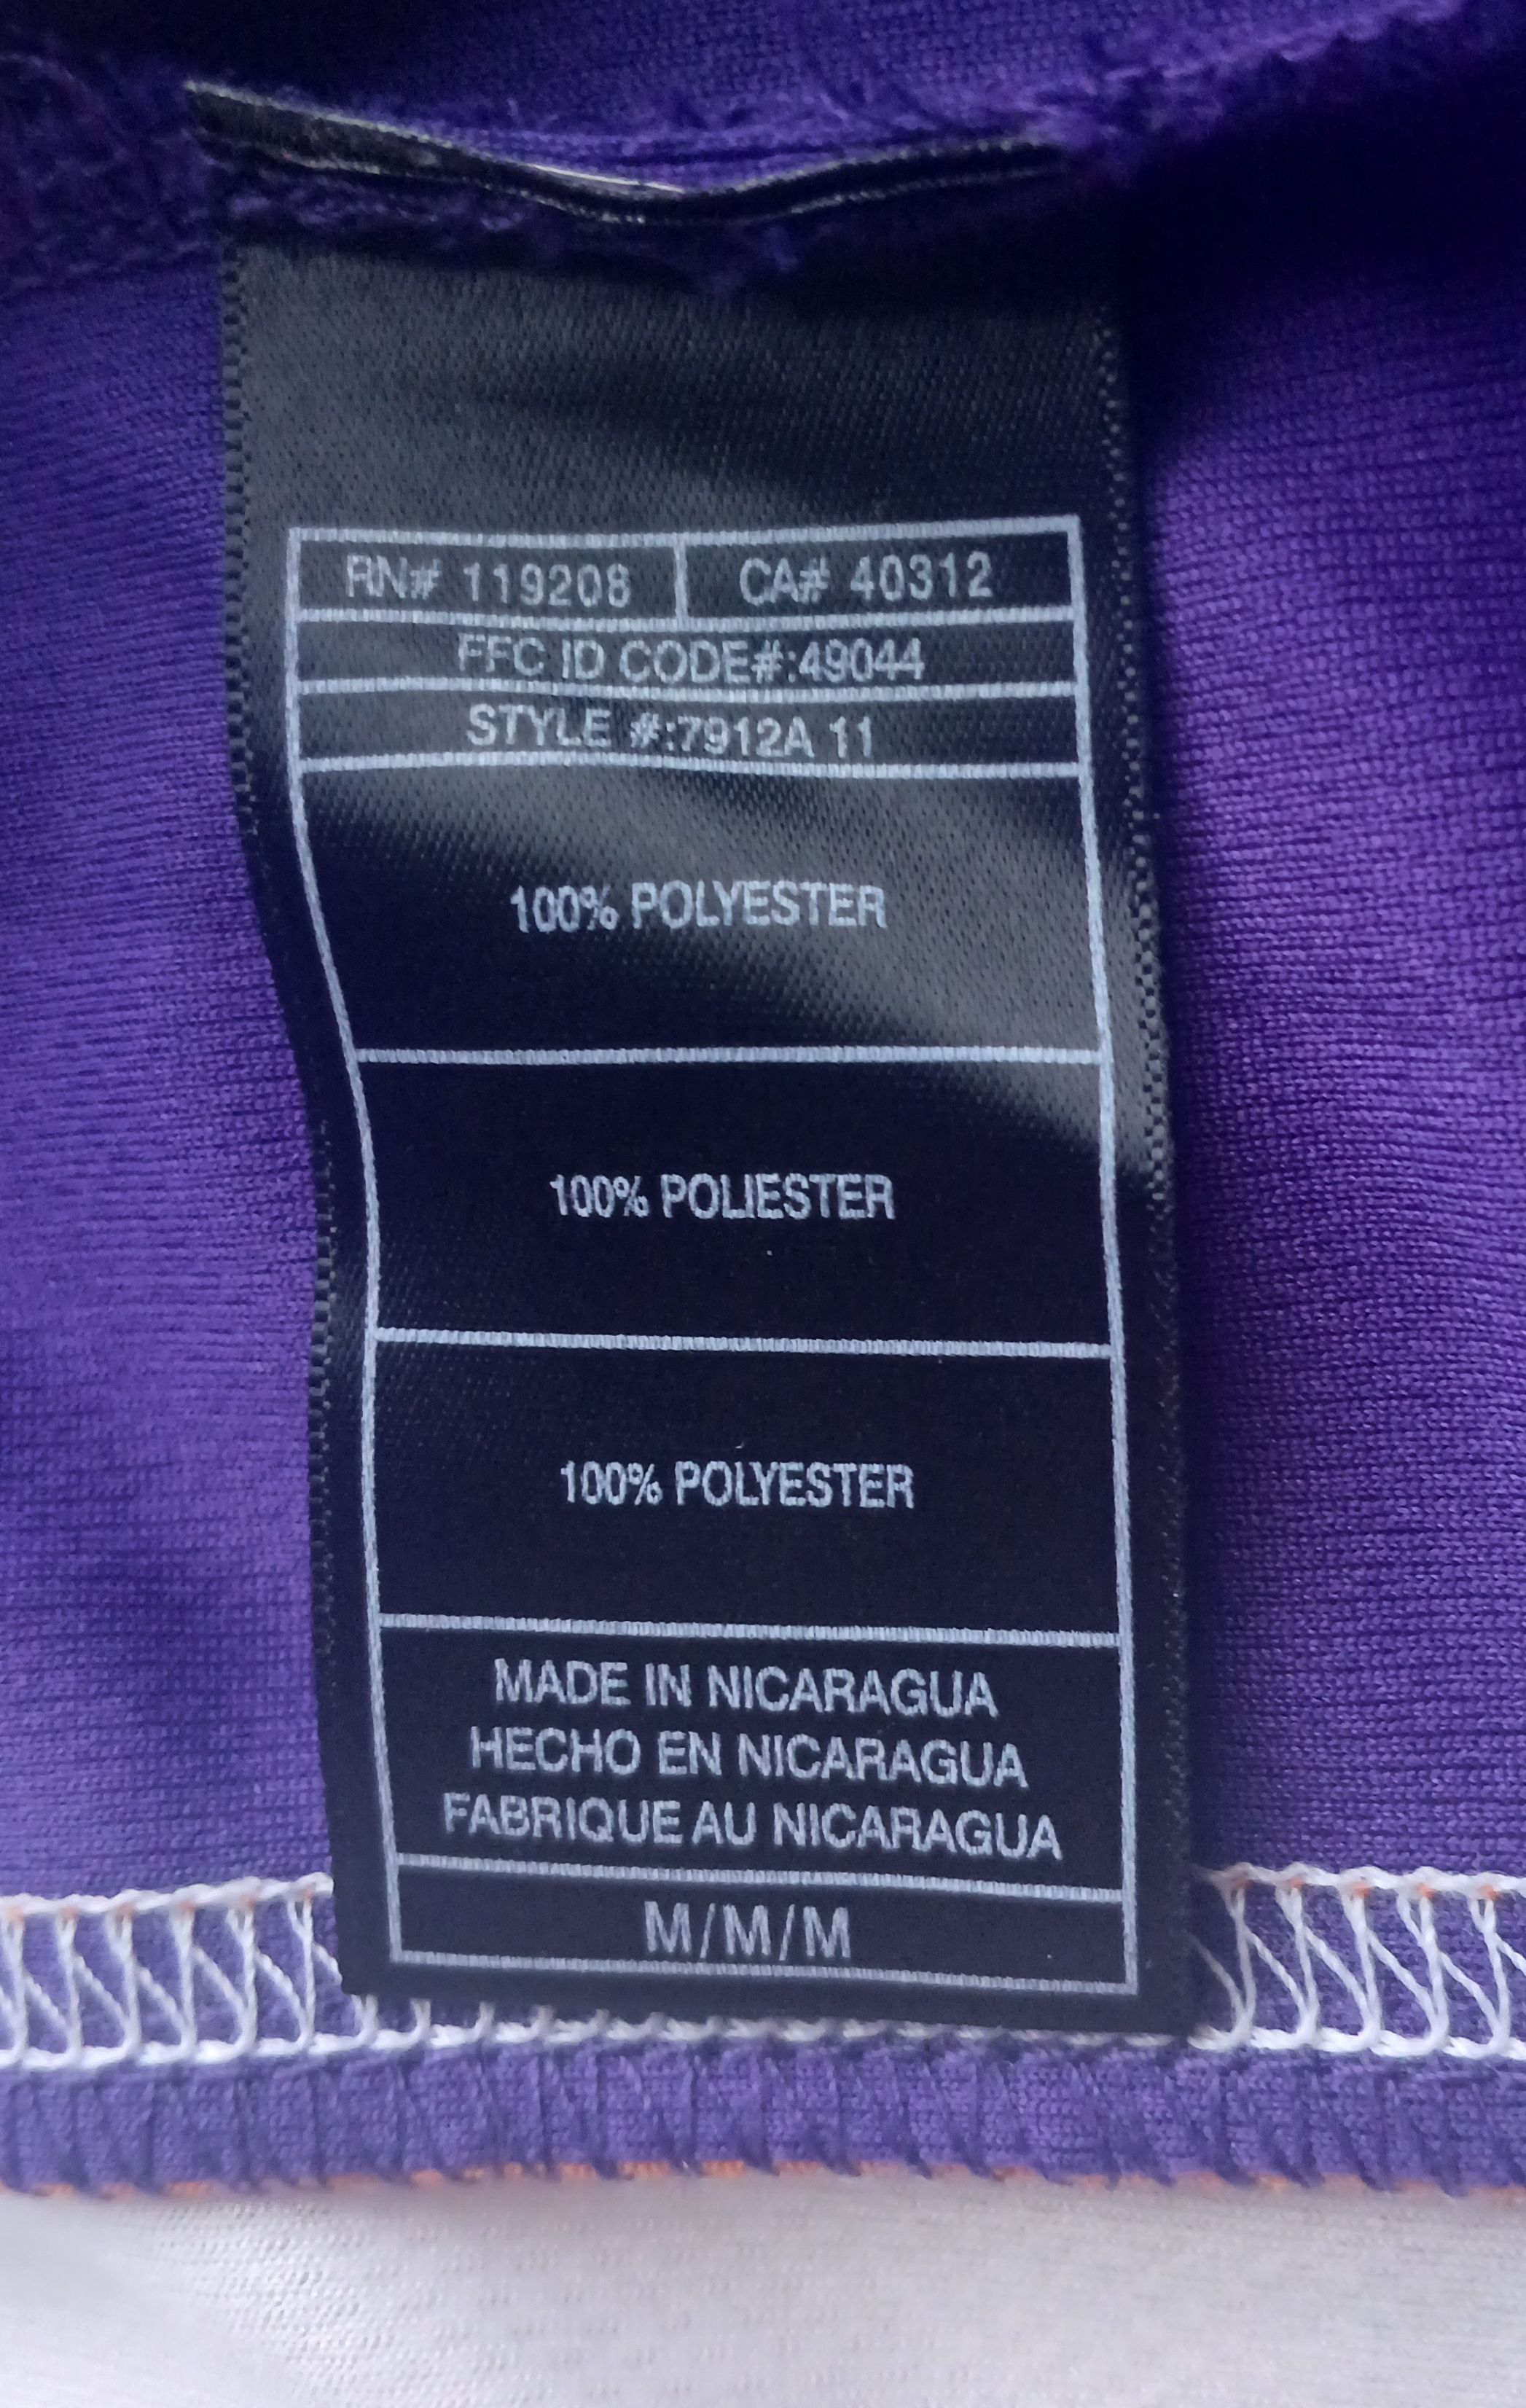 RN# 119208 CA# 40312
FFC ID CODE#:49044
STYLE #:7912A 11
100% POLYESTER
100% POLIESTER
100% POLYESTER
MADE IN NICARAGUA
HECHO EN NICARAGUA
FABRIQUE AU NICARAGUA
M/M/M